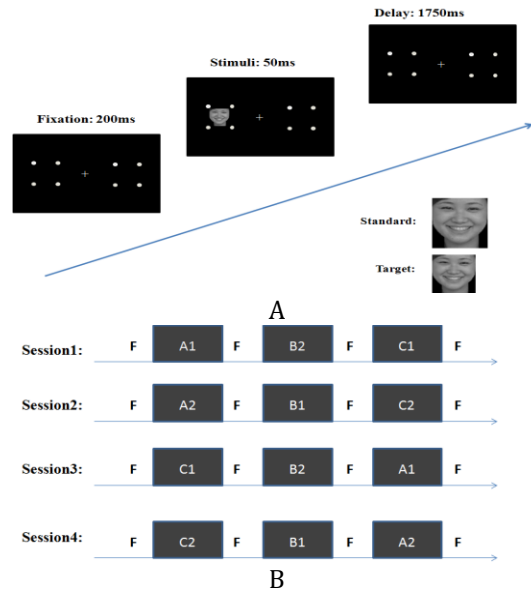 Delay: 1750ms
Stimuli: 50ms
Fixation: 200ms
Standard:
Target:
A
Session1: F A1 F B2 F C1 F
Session2: F A2 F B1 F C2 F
Session3: F C1 F B2 F A1 F
Session4: F C2 F B1 F A2 F
B